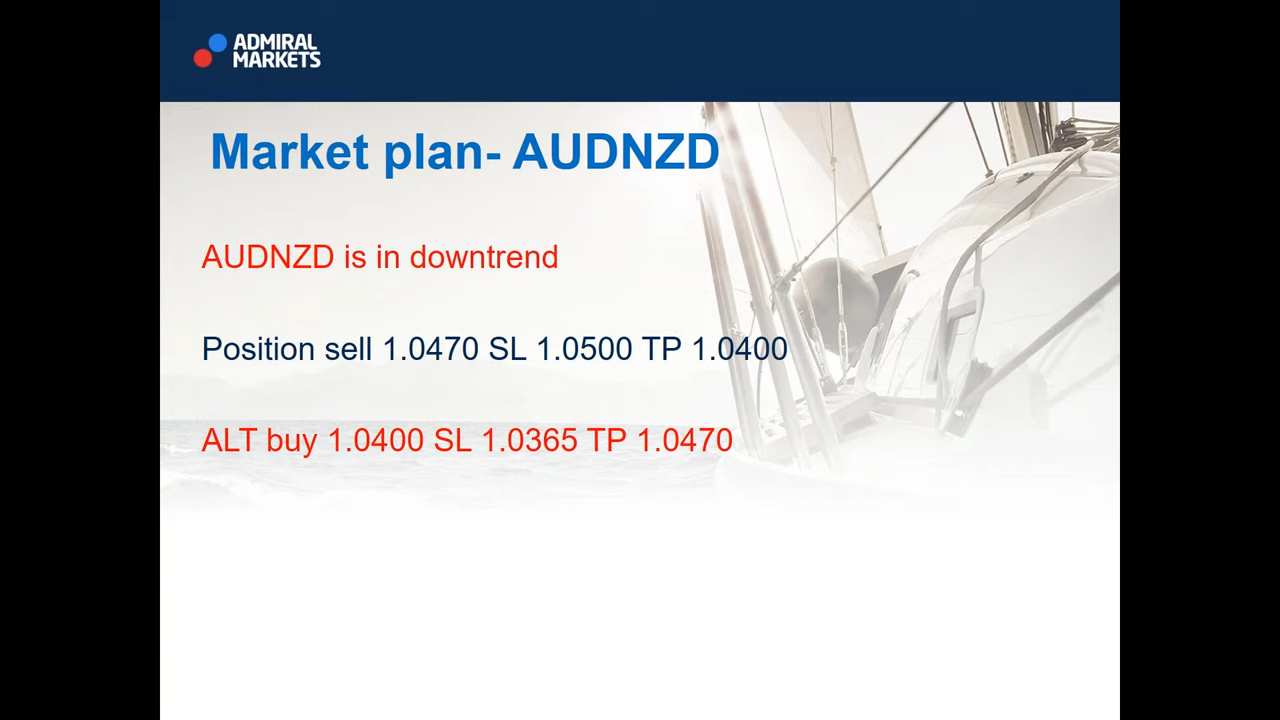 ADMIRAL
MARKETS
Market plan- AUDNZD
AUDNZD is in downtrend
Position sell 1.0470 SL 1.0500 TP 1.0400
ALT buy 1.0400 SL 1.0365 TP 1.0470